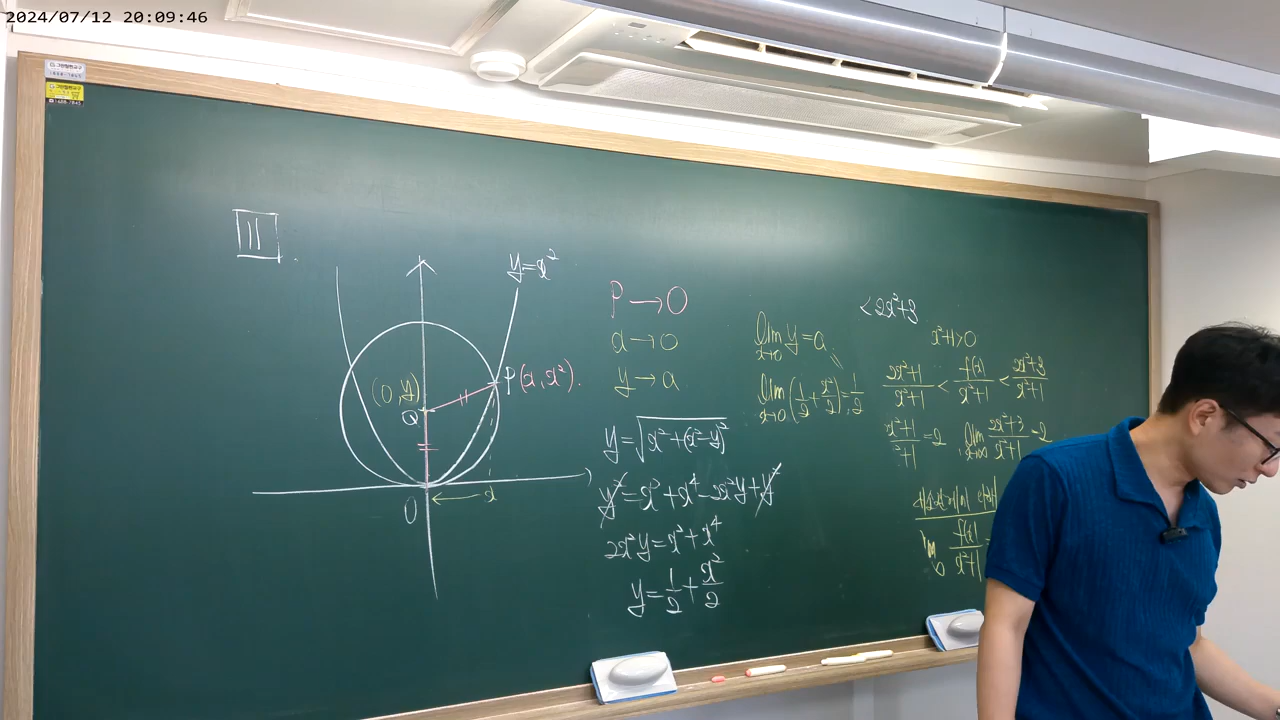 2024/07/12 20:09:46
11.
y=x²
P(x, x²).
(0, y)
Q
O
x
P → O
x → 0
y → a
y=√x²+(x²-y)²
y²=x²+x⁴-2x²y+y²
2x²y=x²+x⁴
y=1/2+x²/2
lim x→0 y=a
lim x→0 (1/2+x²/2)=1/2
<2x²+3
x²+1>0
2x²+1/x²+1 < f(x)/x²+1 < 2x²+3/x²+1
=2
lim x→∞ 2x²+3/x²+1=2
f(x)/x²+1